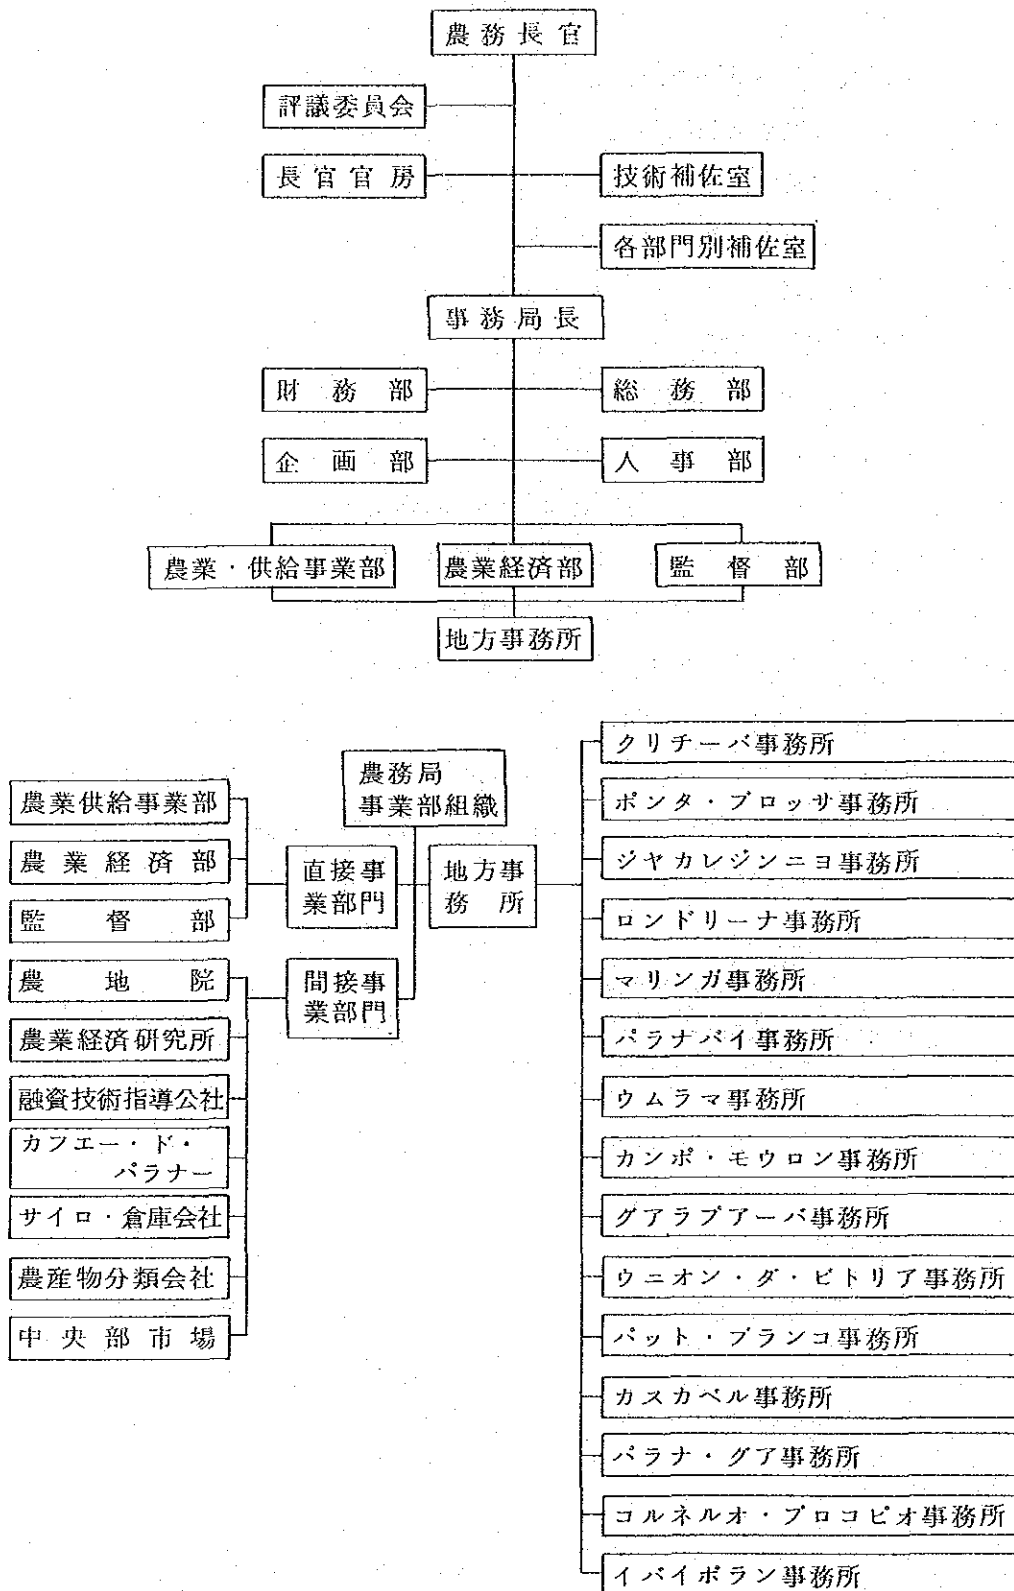 農務長官
評議委員会
長官官房
技術補佐室
各部門別補佐室
事務局長
財務部
総務部
企画部
人事部
農業・供給事業部
農業経済部
監督部
地方事務所
農務局
事業部組織
農業供給事業部
農業経済部
監督部
直接事
業部門
地方事
務所
間接事
業部門
農地院
農業経済研究所
融資技術指導公社
カフエー・ド・
パラナー
サイロ・倉庫会社
農産物分類会社
中央部市場
クリチーバ事務所
ポンタ・ブロッサ事務所
ジヤカレジンニヨ事務所
ロンドリーナ事務所
マリンガ事務所
パラナバイ事務所
ウムラマ事務所
カンポ・モウロン事務所
グアラプアーバ事務所
ウニオン・ダ・ビトリア事務所
パット・ブランコ事務所
カスカベル事務所
パラナ・グア事務所
コルネルオ・プロコピオ事務所
イバイポラン事務所